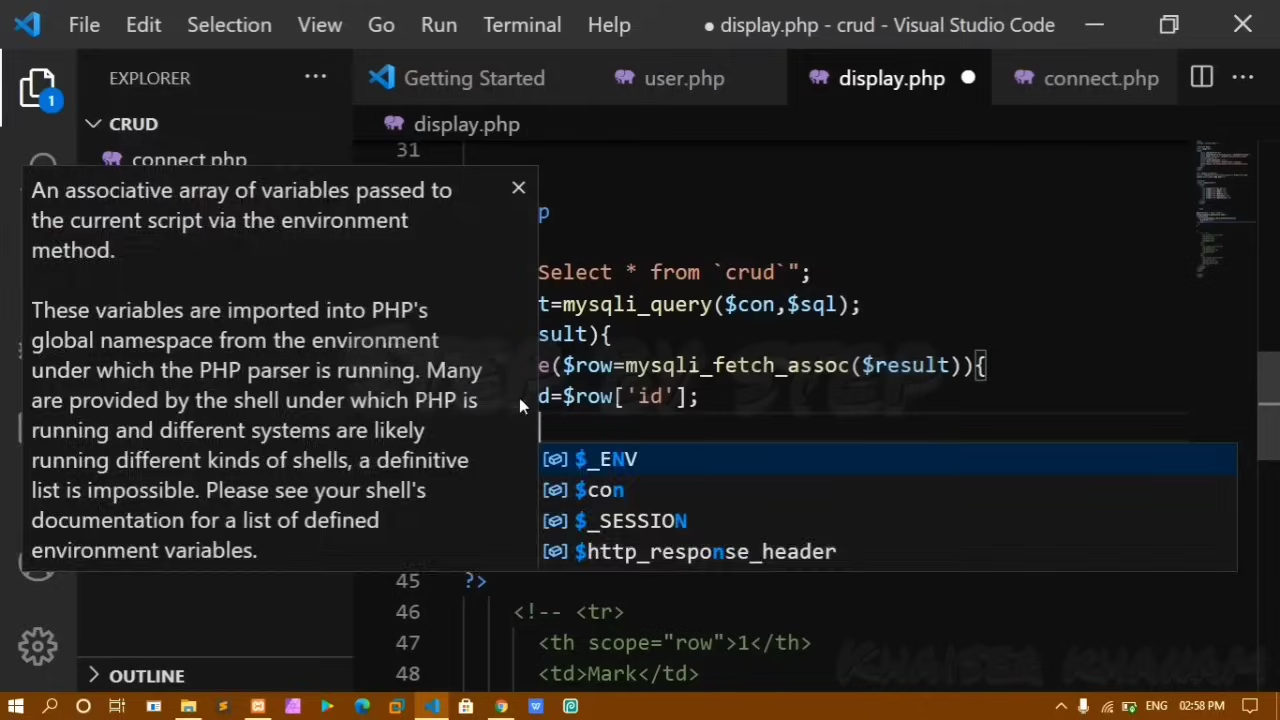 File Edit Selection View Go Run Terminal Help ● display.php - crud - Visual Studio Code
EXPLORER ··· Getting Started user.php display.php ● connect.php ···
1
CRUD
display.php
connect.php
31
An associative array of variables passed to
the current script via the environment
method.
These variables are imported into PHP's
global namespace from the environment
under which the PHP parser is running. Many
are provided by the shell under which PHP is
running and different systems are likely
running different kinds of shells, a definitive
list is impossible. Please see your shell's
documentation for a list of defined
environment variables.
p
Select * from `crud`";
t=mysqli_query($con,$sql);
sult){
e($row=mysqli_fetch_assoc($result)){
d=$row['id'];
$_ENV
$con
$_SESSION
$http_response_header
STEP BY STEP
45 ?>
46 <!-- <tr>
47 <th scope="row">1</th>
48 <td>Mark</td>
KHAISER KHANAM
OUTLINE
ENG 02:58 PM